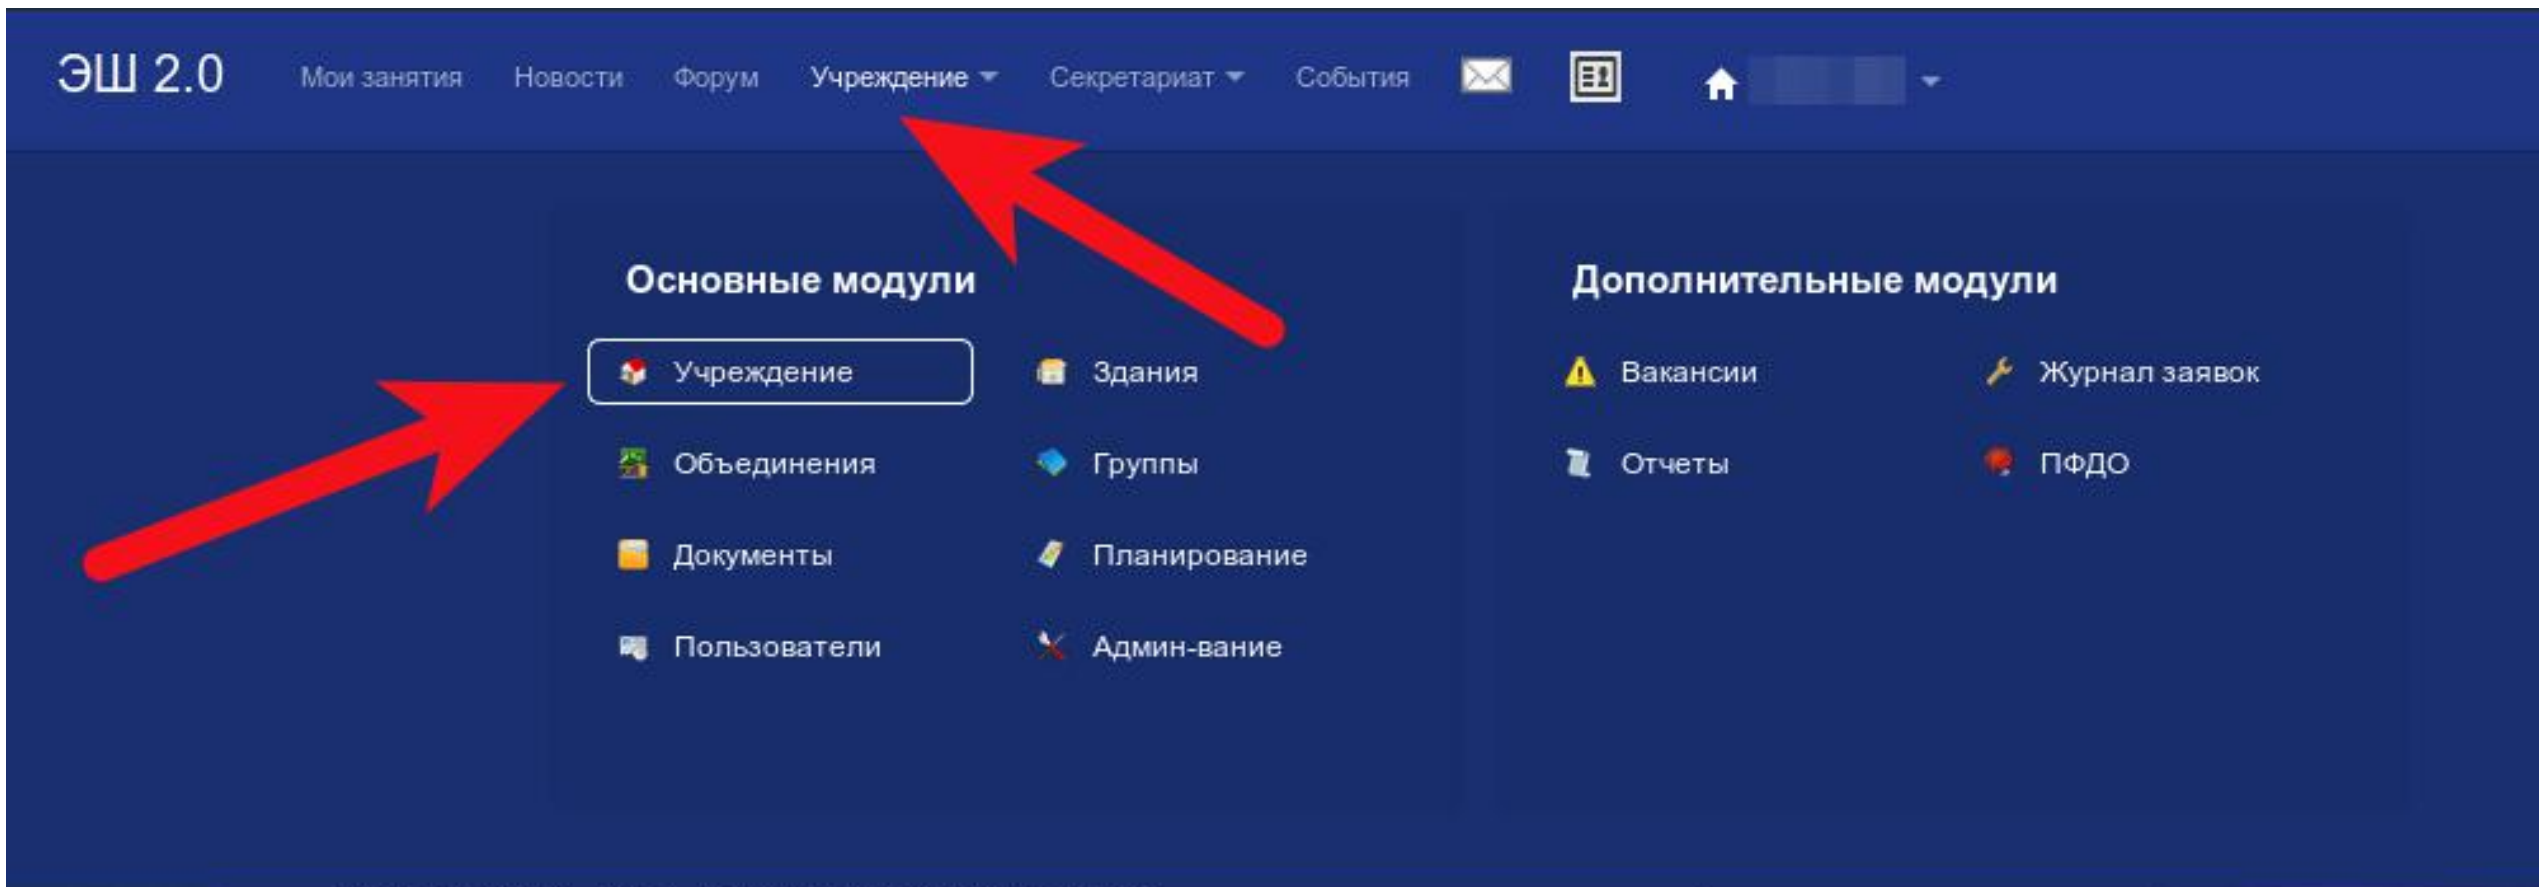 ЭШ 2.0 Мои занятия Новости Форум Учреждение Секретариат События
Основные модули
Учреждение Здания
Объединения Группы
Документы Планирование
Пользователи Админ-вание
Дополнительные модули
Вакансии Журнал заявок
Отчеты ПФДО